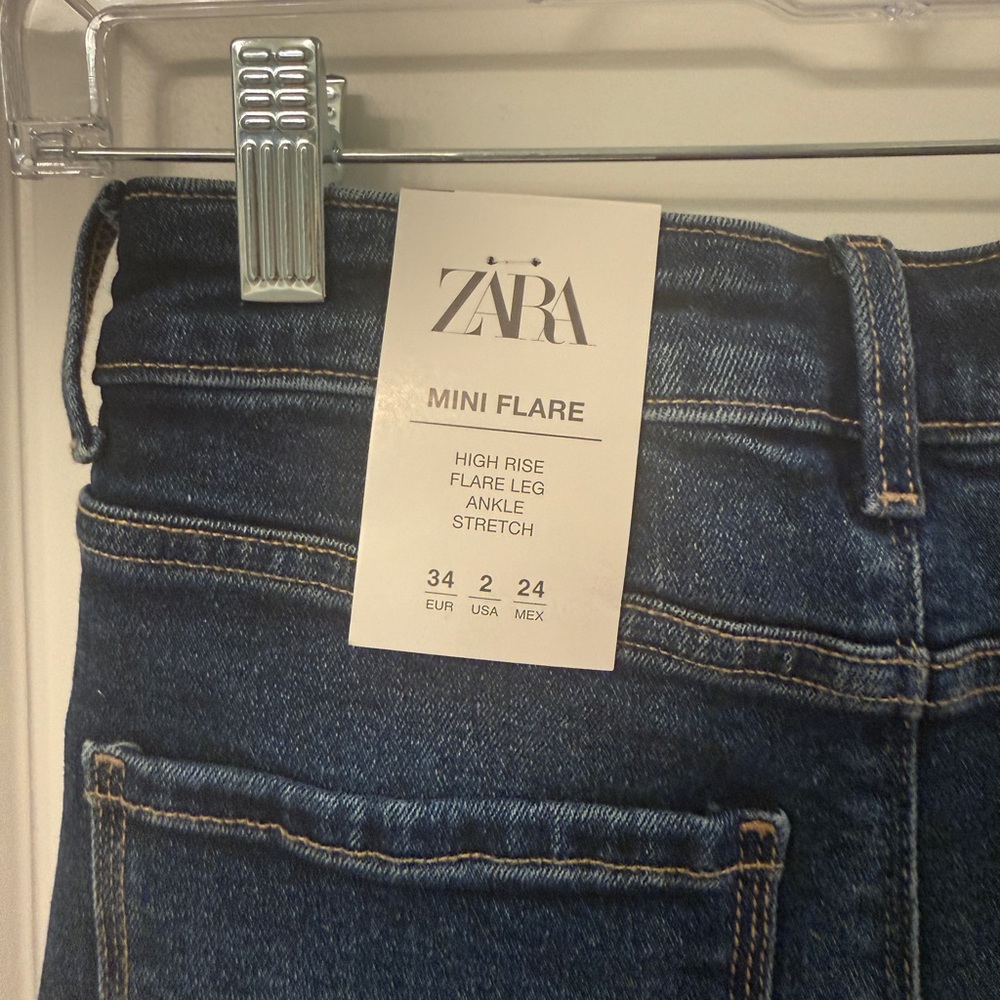 ZARA
MINI FLARE
HIGH RISE
FLARE LEG
ANKLE
STRETCH
34 2 24
EUR USA MEX